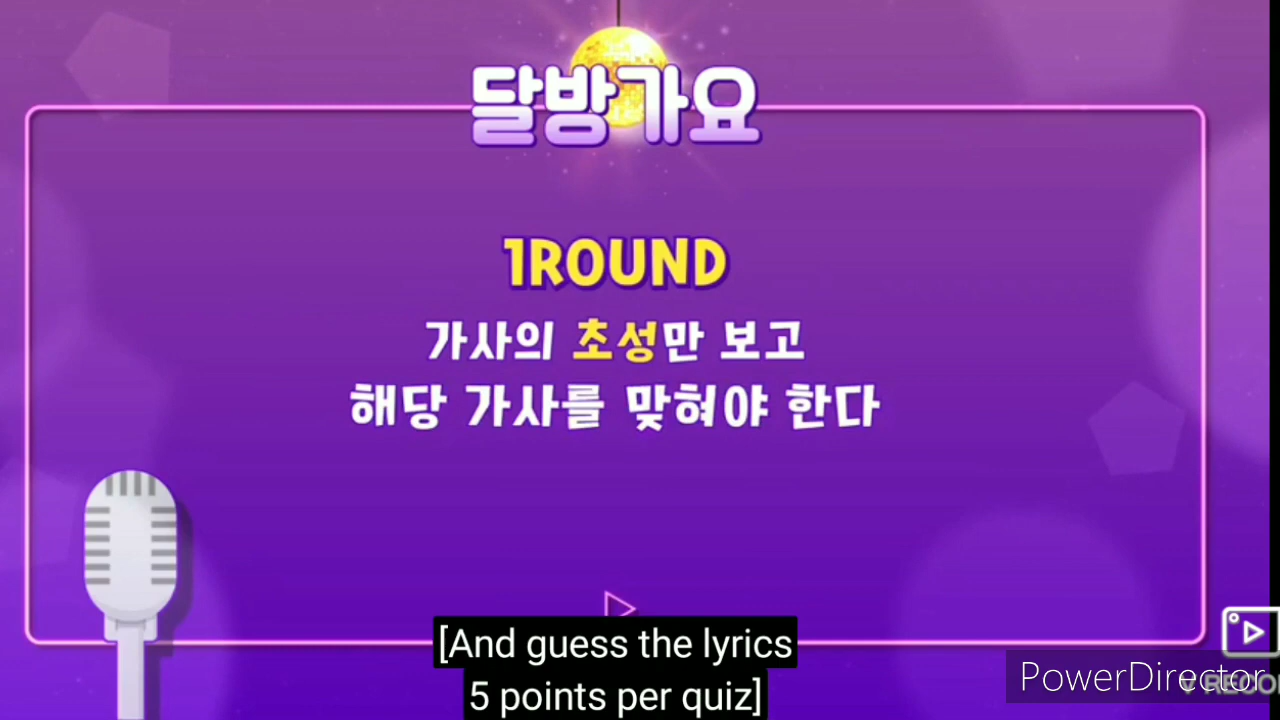 달방가요
1ROUND
가사의 초성만 보고
해당 가사를 맞혀야 한다
[And guess the lyrics
5 points per quiz]
PowerDirector